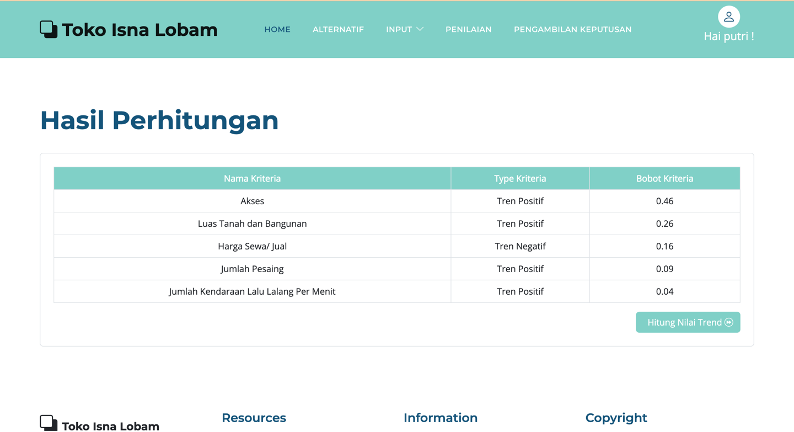 Toko Isna Lobam
HOME ALTERNATIF INPUT PENILAIAN PENGAMBILAN KEPUTUSAN
Hai putri !
Hasil Perhitungan
Nama Kriteria Type Kriteria Bobot Kriteria
Akses Tren Positif 0.46
Luas Tanah dan Bangunan Tren Positif 0.26
Harga Sewa/ Jual Tren Negatif 0.16
Jumlah Pesaing Tren Positif 0.09
Jumlah Kendaraan Lalu Lalang Per Menit Tren Positif 0.04
Hitung Nilai Trend
Toko Isna Lobam Resources Information Copyright